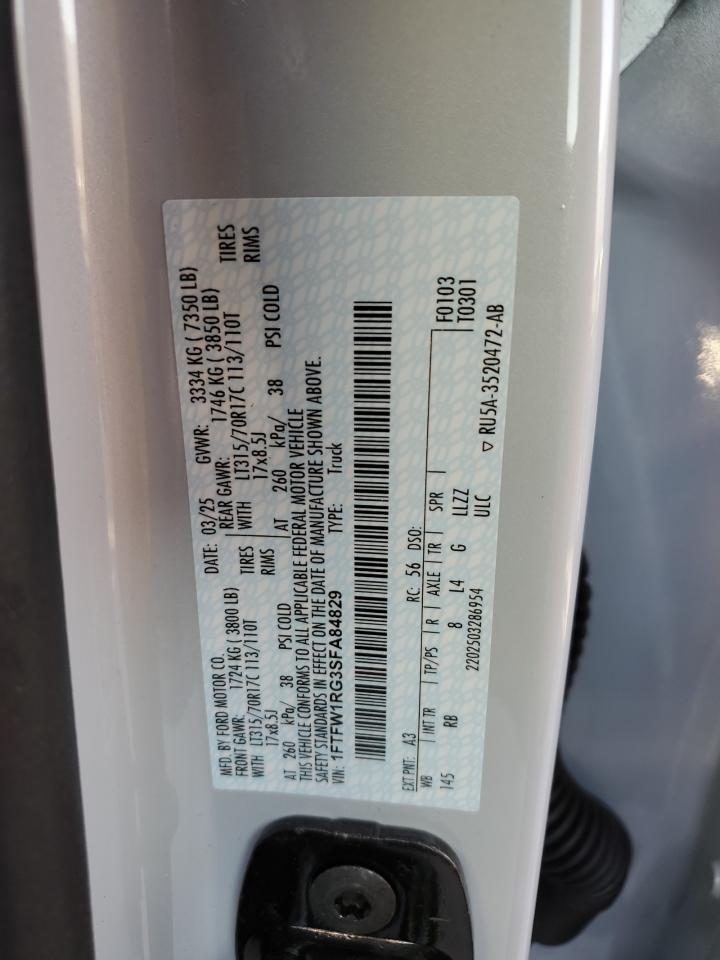 MFD. BY FORD MOTOR CO. DATE: 03/25 GVWR: 3334 KG ( 7350 LB)
FRONT GAWR: 1724 KG ( 3800 LB) REAR GAWR: 1746 KG ( 3850 LB)
WITH LT315/70R17C 113/110T TIRES WITH LT315/70R17C 113/110T TIRES
17x8.5J RIMS 17x8.5J RIMS
AT 260 kPa/ 38 PSI COLD AT 260 kPa/ 38 PSI COLD
THIS VEHICLE CONFORMS TO ALL APPLICABLE FEDERAL MOTOR VEHICLE
SAFETY STANDARDS IN EFFECT ON THE DATE OF MANUFACTURE SHOWN ABOVE.
VIN: 1FTFW1RG3SFA84829 TYPE: Truck
EXT PNT: A3 RC: 56 DSO: F0103
WB INT TR TP/PS R AXLE TR SPR T0301
145 RB 8 L4 G LLZZ
2202503286954 ULC ▽ RU5A-3520472-AB